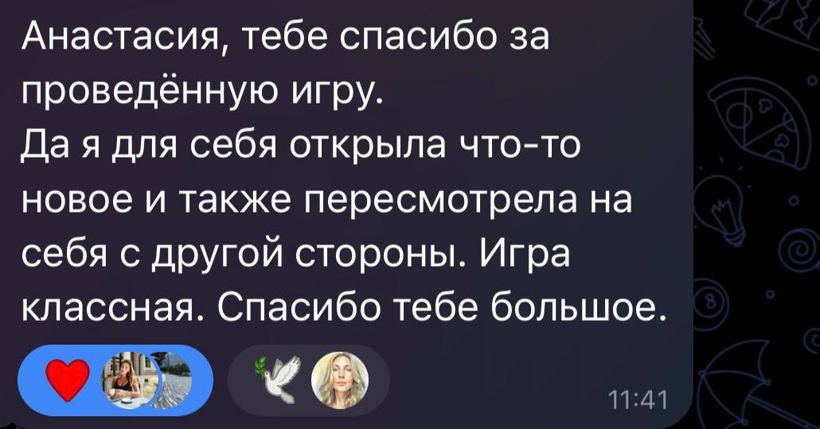 Анастасия, тебе спасибо за
проведённую игру.
Да я для себя открыла что-то
новое и также пересмотрела на
себя с другой стороны. Игра
классная. Спасибо тебе большое.
11:41